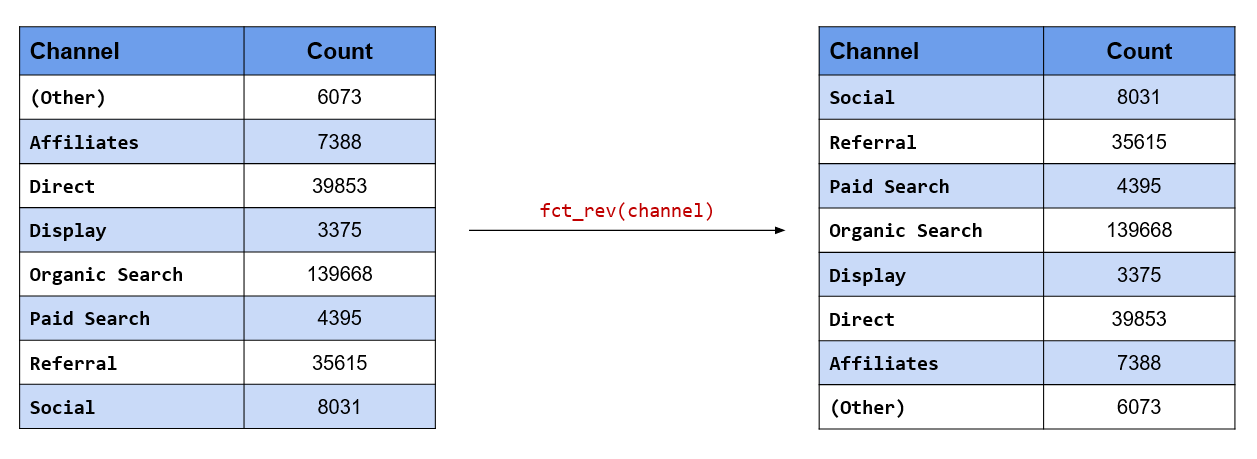 Channel Count
(Other) 6073
Affiliates 7388
Direct 39853
Display 3375
Organic Search 139668
Paid Search 4395
Referral 35615
Social 8031
fct_rev(channel)
Channel Count
Social 8031
Referral 35615
Paid Search 4395
Organic Search 139668
Display 3375
Direct 39853
Affiliates 7388
(Other) 6073